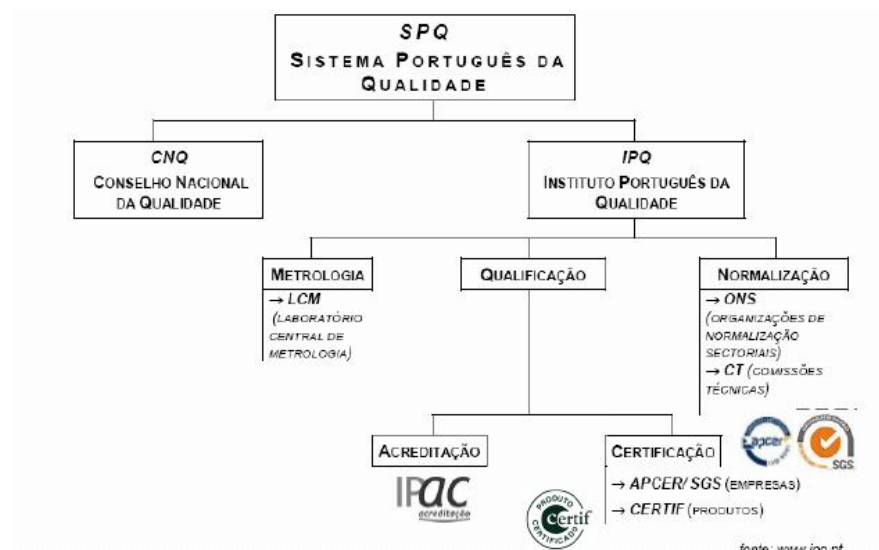 SPQ
SISTEMA PORTUGUÊS DA
QUALIDADE
CNQ
CONSELHO NACIONAL
DA QUALIDADE
IPQ
INSTITUTO PORTUGUÊS DA
QUALIDADE
METROLOGIA
→ LCM
(LABORATÓRIO
CENTRAL DE
METROLOGIA)
QUALIFICAÇÃO
NORMALIZAÇÃO
→ ONS
(ORGANIZAÇÕES DE
NORMALIZAÇÃO
SECTORIAIS)
→ CT (COMISSÕES
TÉCNICAS)
ACREDITAÇÃO
IPac
acreditação
CERTIFICAÇÃO
→ APCER/ SGS (EMPRESAS)
→ CERTIF (PRODUTOS)
apcer
SGS
PRODUTO
Certif
CERTIFICADO
fonte: www.ipq.pt